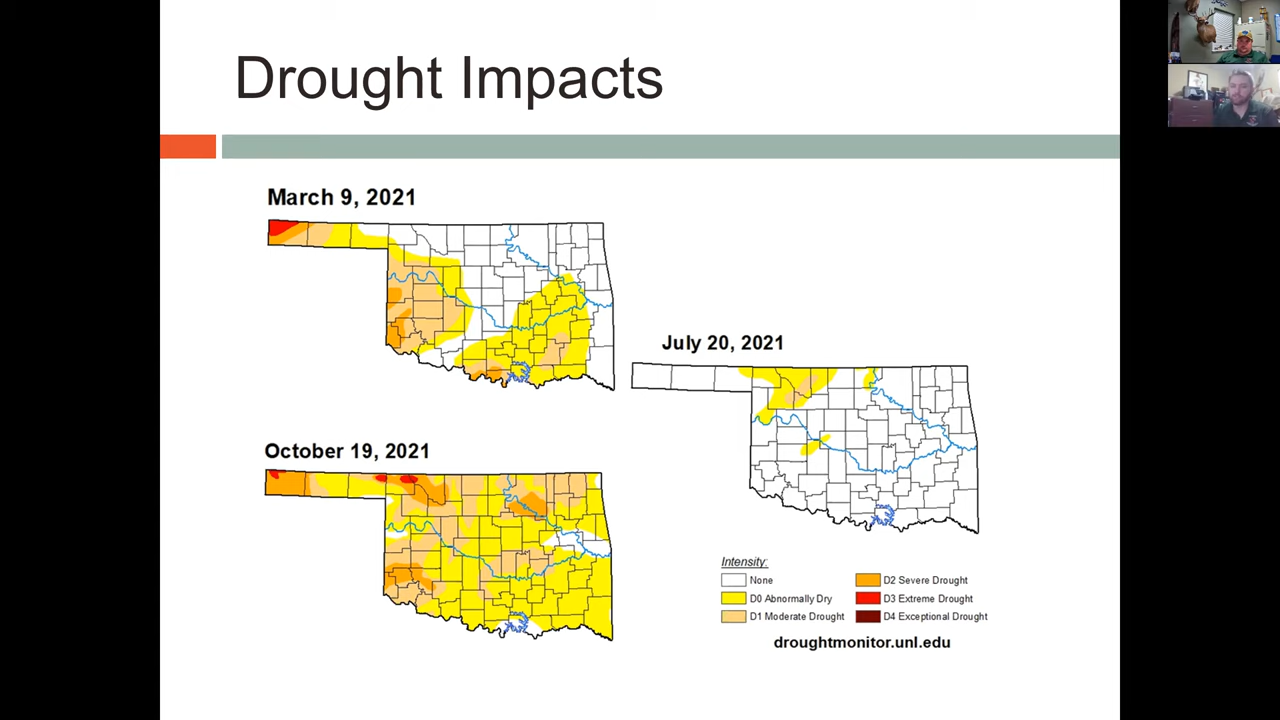 Drought Impacts
March 9, 2021
July 20, 2021
October 19, 2021
Intensity:
None
D0 Abnormally Dry
D1 Moderate Drought
D2 Severe Drought
D3 Extreme Drought
D4 Exceptional Drought
droughtmonitor.unl.edu